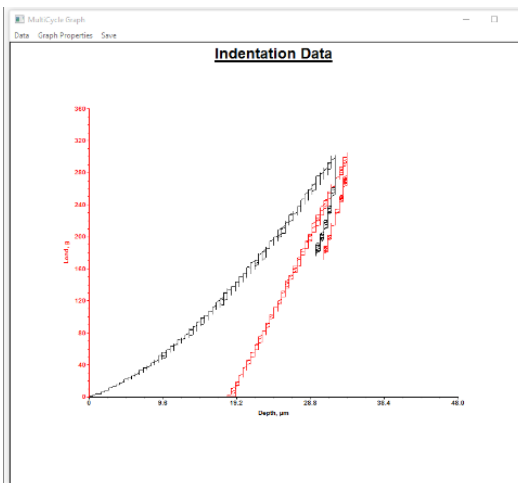 MultiCycle Graph
Data Graph Properties Save
Indentation Data
360
320
280
240
200
160
120
80
40
0
Load, g
0 9.6 19.2 28.8 38.4 48.0
Depth, µm